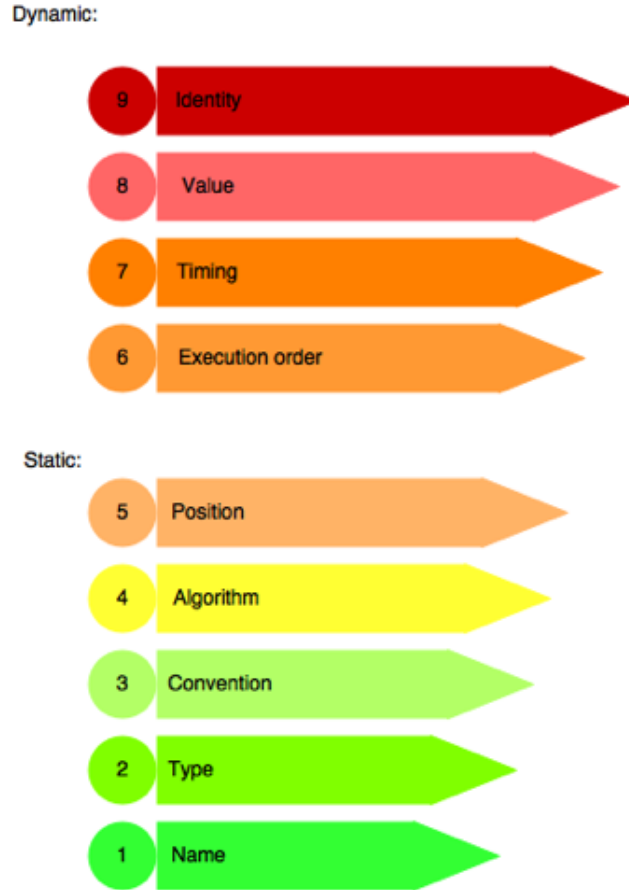 Dynamic:
9 Identity
8 Value
7 Timing
6 Execution order
Static:
5 Position
4 Algorithm
3 Convention
2 Type
1 Name